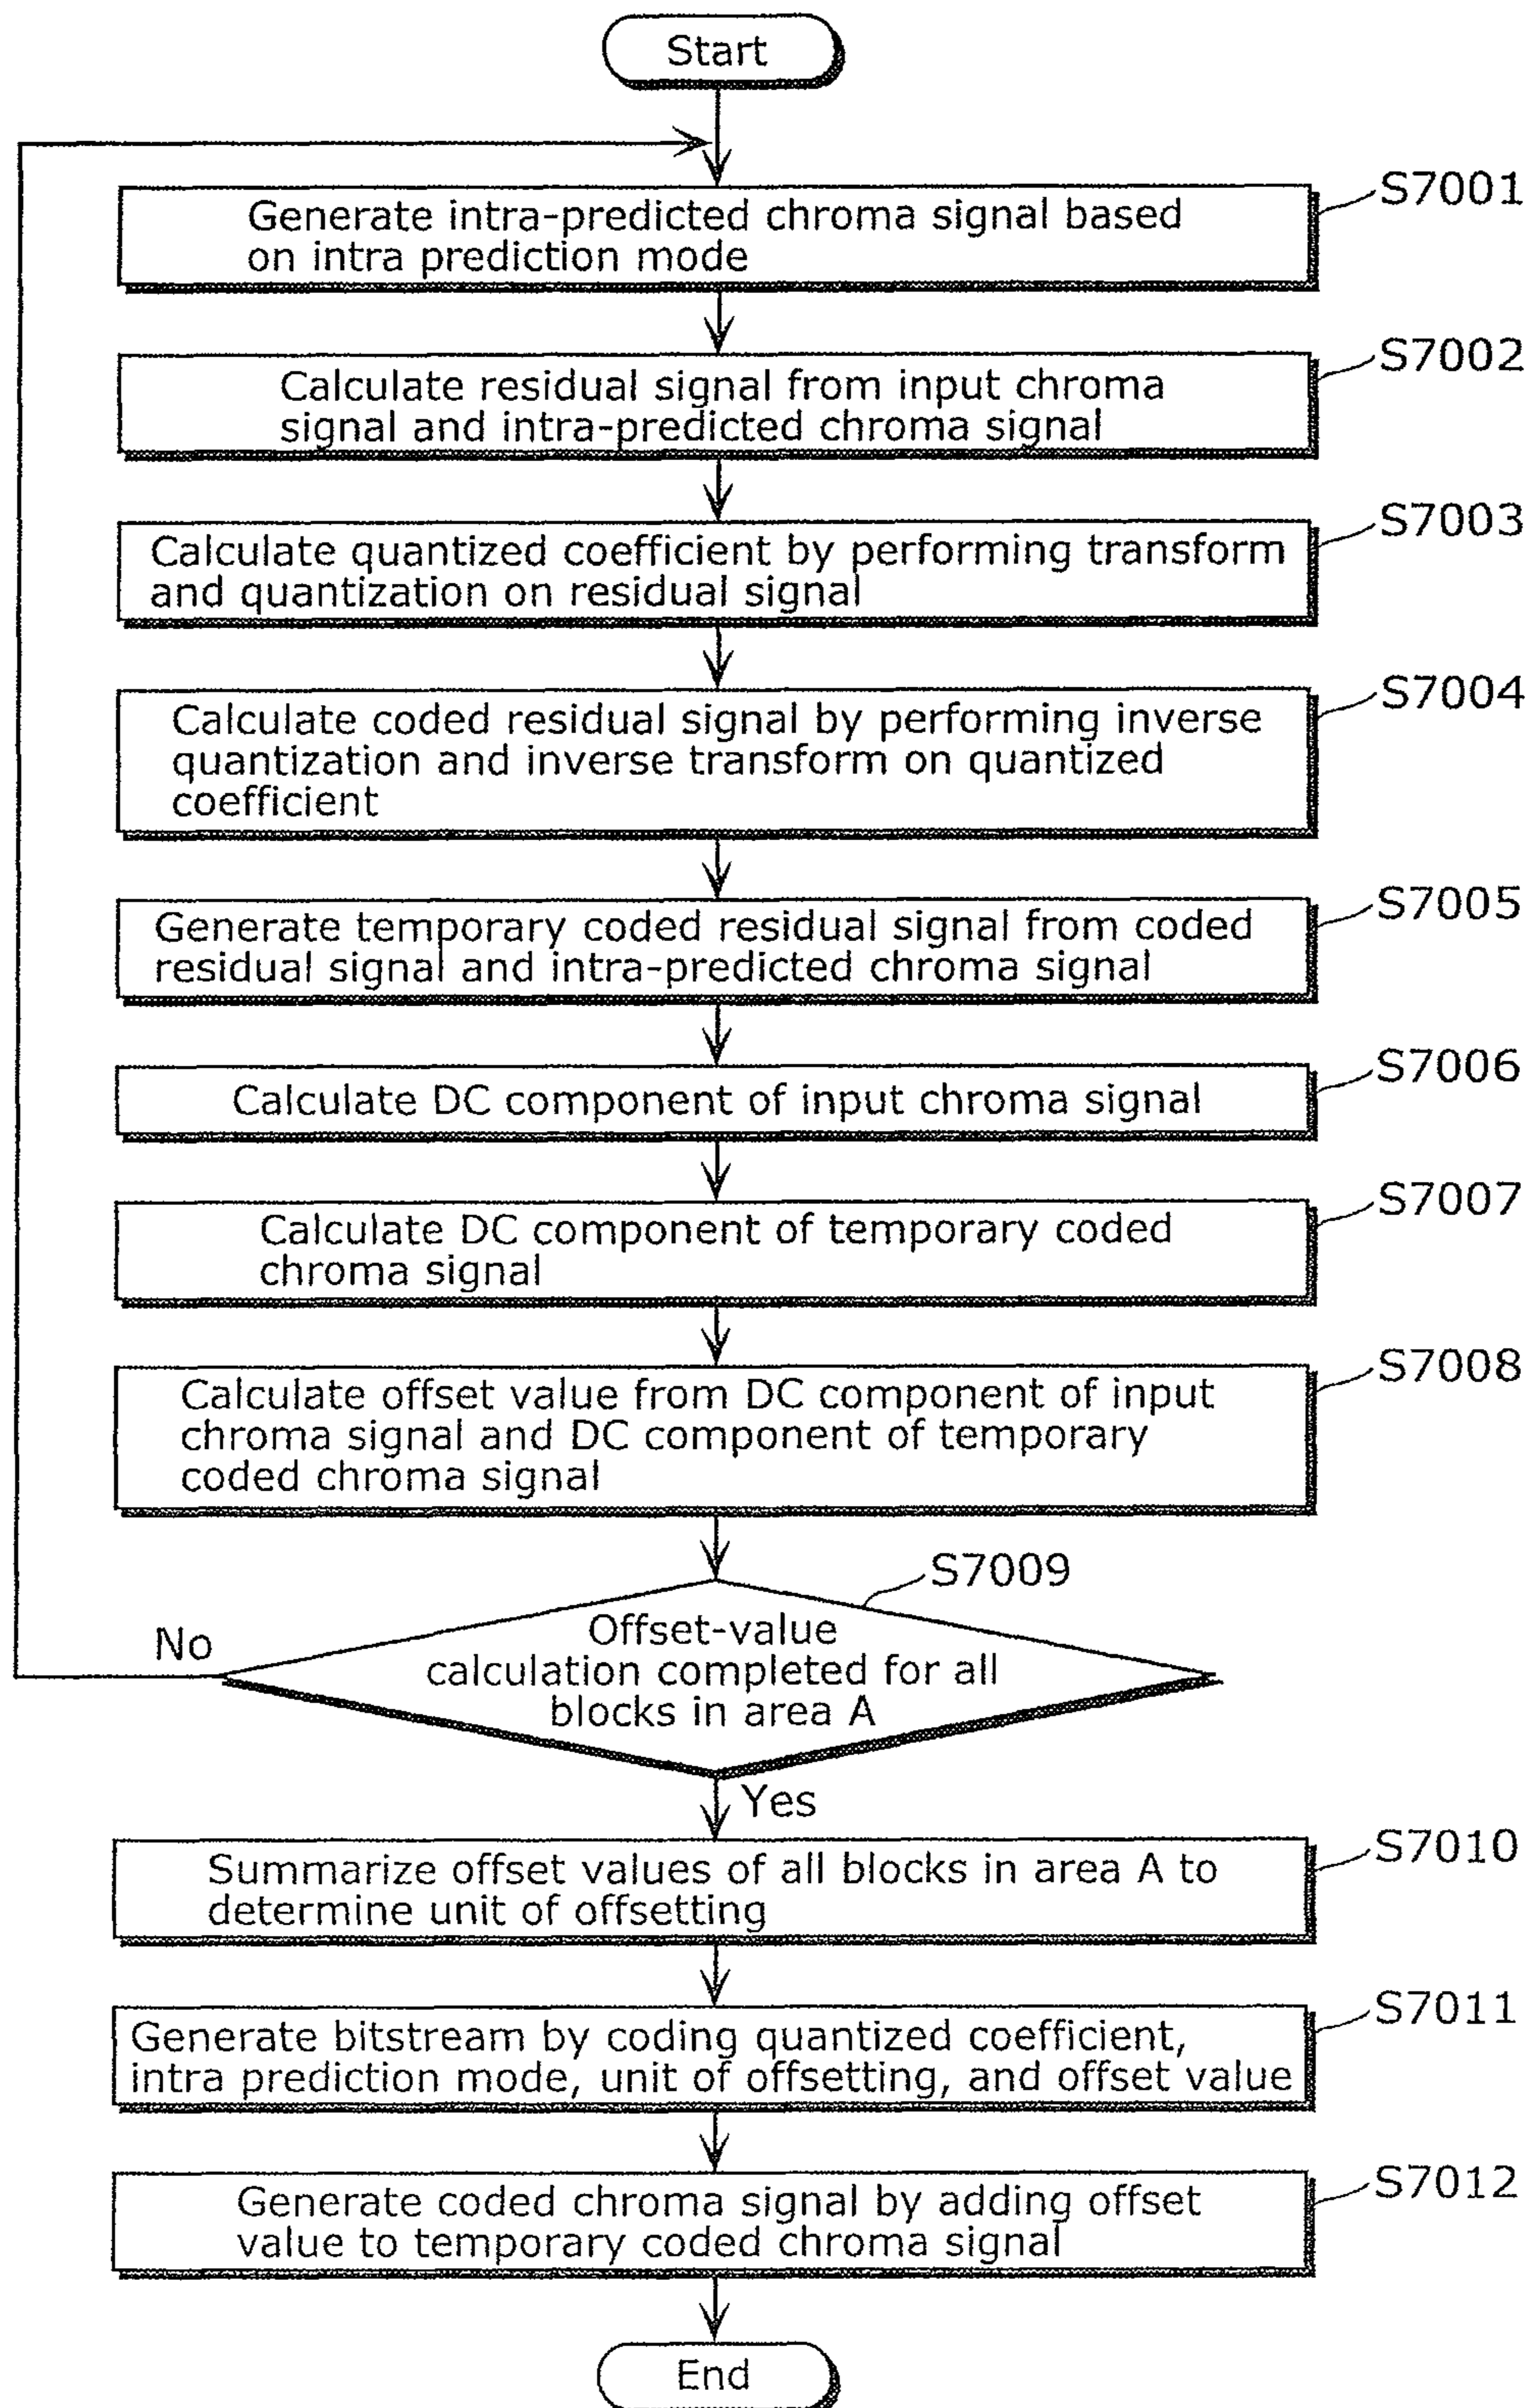 Start
Generate intra-predicted chroma signal based
on intra prediction mode
S7001
Calculate residual signal from input chroma
signal and intra-predicted chroma signal
S7002
Calculate quantized coefficient by performing transform
and quantization on residual signal
S7003
Calculate coded residual signal by performing inverse
quantization and inverse transform on quantized
coefficient
S7004
Generate temporary coded residual signal from coded
residual signal and intra-predicted chroma signal
S7005
Calculate DC component of input chroma signal
S7006
Calculate DC component of temporary coded
chroma signal
S7007
Calculate offset value from DC component of input
chroma signal and DC component of temporary
coded chroma signal
S7008
S7009
Offset-value
calculation completed for all
blocks in area A
No
Yes
Summarize offset values of all blocks in area A to
determine unit of offsetting
S7010
Generate bitstream by coding quantized coefficient,
intra prediction mode, unit of offsetting, and offset value
S7011
Generate coded chroma signal by adding offset
value to temporary coded chroma signal
S7012
End